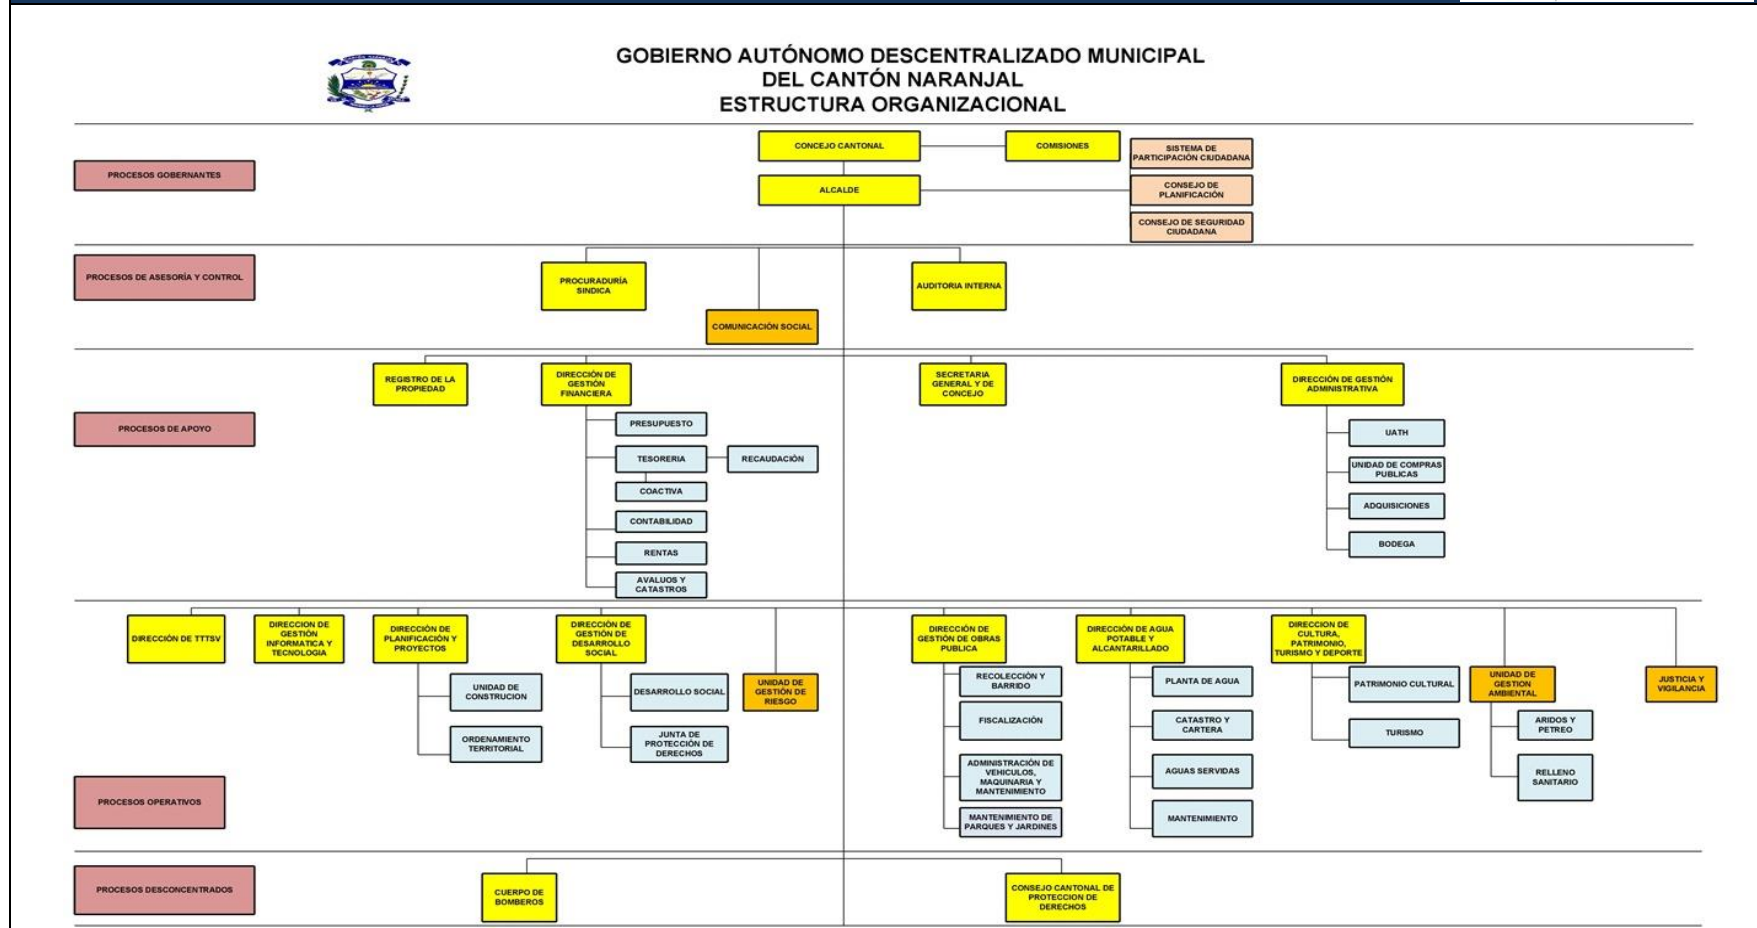 GOBIERNO AUTÓNOMO DESCENTRALIZADO MUNICIPAL
DEL CANTÓN NARANJAL
ESTRUCTURA ORGANIZACIONAL
PROCESOS GOBERNANTES
CONCEJO CANTONAL
COMISIONES
SISTEMA DE
PARTICIPACIÓN CIUDADANA
ALCALDE
CONSEJO DE
PLANIFICACIÓN
CONSEJO DE SEGURIDAD
CIUDADANA
PROCESOS DE ASESORÍA Y CONTROL
PROCURADURÍA
SINDICA
AUDITORIA INTERNA
COMUNICACIÓN SOCIAL
PROCESOS DE APOYO
REGISTRO DE LA
PROPIEDAD
DIRECCIÓN DE
GESTIÓN
FINANCIERA
PRESUPUESTO
TESORERIA
RECAUDACIÓN
COACTIVA
CONTABILIDAD
RENTAS
AVALUOS Y
CATASTROS
SECRETARIA
GENERAL Y DE
CONCEJO
DIRECCIÓN DE GESTIÓN
ADMINISTRATIVA
UATH
UNIDAD DE COMPRAS
PUBLICAS
ADQUISICIONES
BODEGA
PROCESOS OPERATIVOS
DIRECCIÓN DE TTTSV
DIRECCION DE
GESTIÓN
INFORMATICA Y
TECNOLOGIA
DIRECCIÓN DE
PLANIFICACIÓN Y
PROYECTOS
UNIDAD DE
CONSTRUCION
ORDENAMIENTO
TERRITORIAL
DIRECCIÓN DE
GESTIÓN DE
DESARROLLO
SOCIAL
DESARROLLO SOCIAL
JUNTA DE
PROTECCIÓN DE
DERECHOS
UNIDAD DE
GESTIÓN DE
RIESGO
DIRECCIÓN DE
GESTIÓN DE OBRAS
PUBLICA
RECOLECCIÓN Y
BARRIDO
FISCALIZACIÓN
ADMINISTRACIÓN DE
VEHICULOS,
MAQUINARIA Y
MANTENIMIENTO
MANTENIMIENTO DE
PARQUES Y JARDINES
DIRECCIÓN DE AGUA
POTABLE Y
ALCANTARILLADO
PLANTA DE AGUA
CATASTRO Y
CARTERA
AGUAS SERVIDAS
MANTENIMIENTO
DIRECCION DE
CULTURA,
PATRIMONIO,
TURISMO Y DEPORTE
PATRIMONIO CULTURAL
TURISMO
UNIDAD DE
GESTION
AMBIENTAL
ARIDOS Y
PETREO
RELLENO
SANITARIO
JUSTICIA Y
VIGILANCIA
PROCESOS DESCONCENTRADOS
CUERPO DE
BOMBEROS
CONSEJO CANTONAL DE
PROTECCION DE
DERECHOS